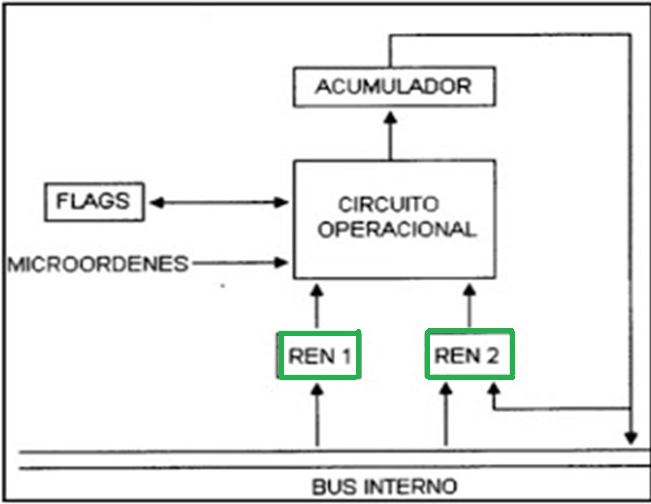 ACUMULADOR
FLAGS
CIRCUITO
OPERACIONAL
MICROORDENES
REN 1
REN 2
BUS INTERNO